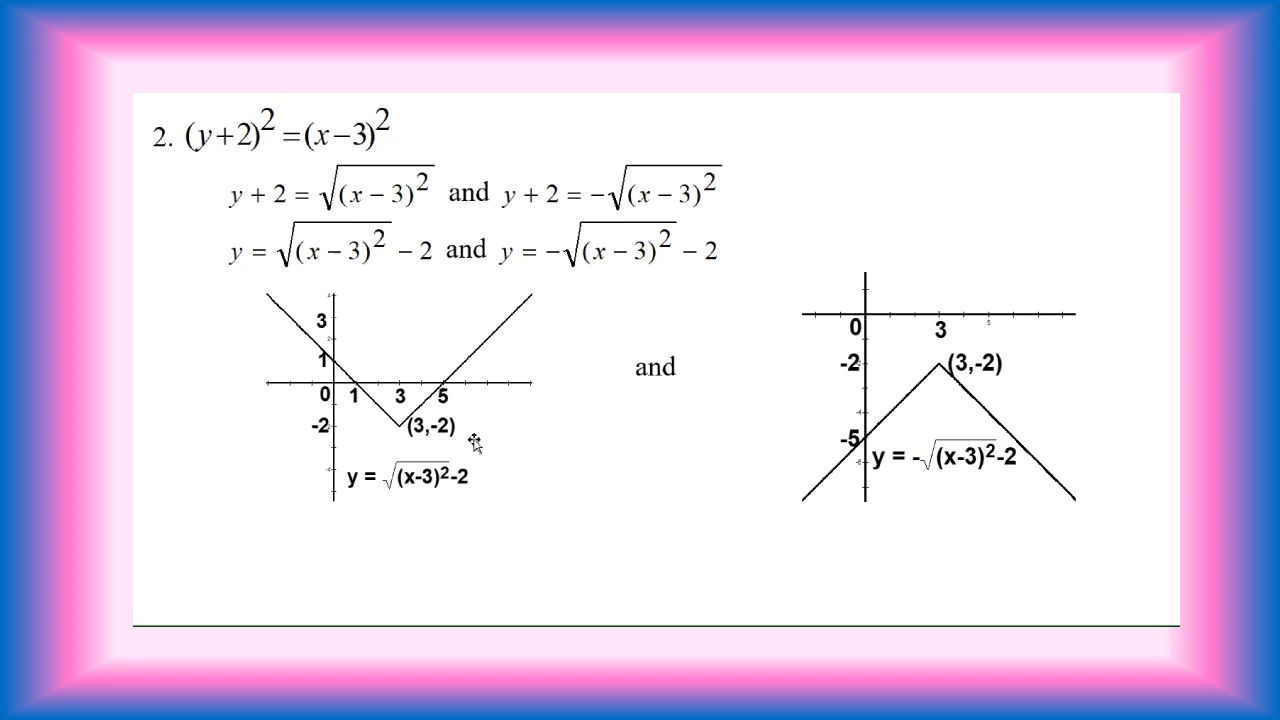 2. (y+2)² = (x−3)²
y + 2 = √(x − 3)² and y + 2 = −√(x − 3)²
y = √(x − 3)² − 2 and y = −√(x − 3)² − 2
3
1
0 1 3 5
-2 (3,-2)
y = √(x-3)²-2
and
0 3 5
-2 (3,-2)
-5
y = -√(x-3)²-2